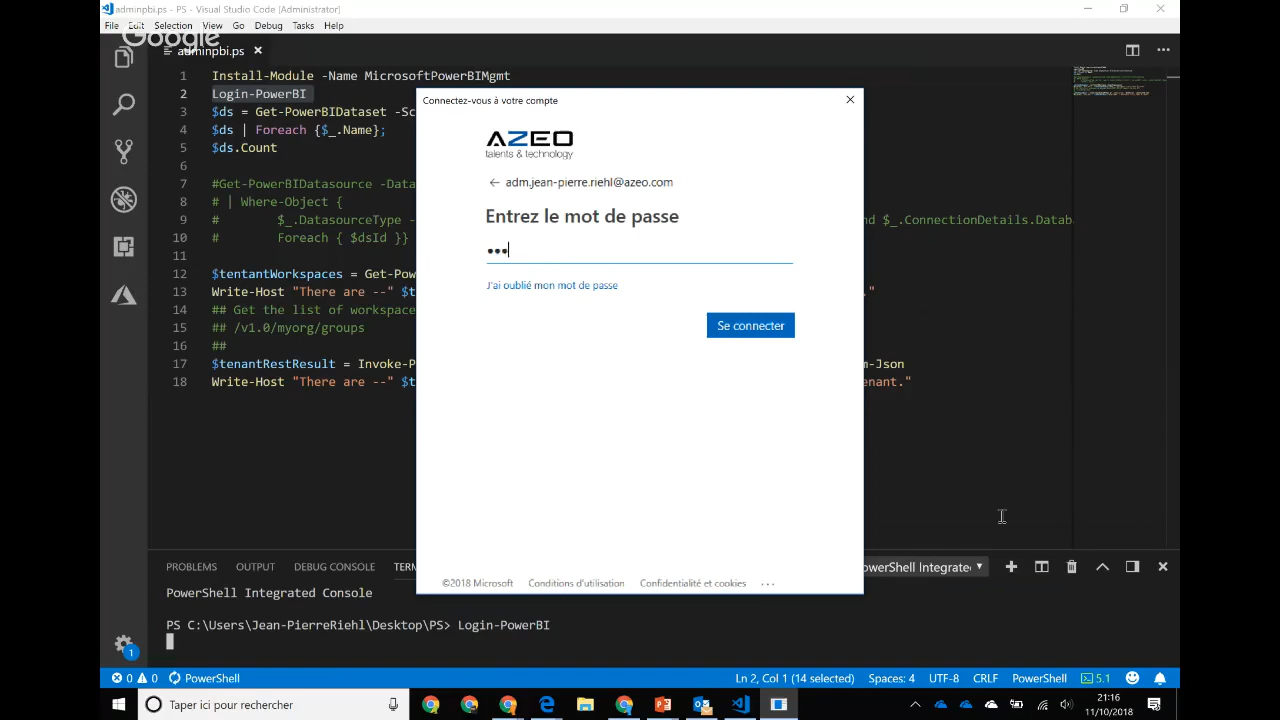 adminpbi.ps - PS - Visual Studio Code [Administrator]
File Edit Selection View Go Debug Tasks Help
Google
adminpbi.ps
1 Install-Module -Name MicrosoftPowerBIMgmt
2 Login-PowerBI
3 $ds = Get-PowerBIDataset -Sc
4 $ds | Foreach {$_.Name};
5 $ds.Count
6
7 #Get-PowerBIDatasource -Data
8 # | Where-Object {
9 # $_.DatasourceType - nd $_.ConnectionDetails.Datab
10 # Foreach { $dsId }}
11
12 $tentantWorkspaces = Get-Pow
13 Write-Host "There are --" $t ."
14 ## Get the list of workspace
15 ## /v1.0/myorg/groups
16 ##
17 $tenantRestResult = Invoke-P m-Json
18 Write-Host "There are --" $t enant."
Connectez-vous à votre compte
AZEO
talents & technology
adm.jean-pierre.riehl@azeo.com
Entrez le mot de passe
J'ai oublié mon mot de passe
Se connecter
©2018 Microsoft Conditions d'utilisation Confidentialité et cookies ...
PROBLEMS OUTPUT DEBUG CONSOLE TERM owerShell Integrate
PowerShell Integrated Console
PS C:\Users\Jean-PierreRiehl\Desktop\PS> Login-PowerBI
1
0 0 PowerShell Ln 2, Col 1 (14 selected) Spaces: 4 UTF-8 CRLF PowerShell 5.1
Taper ici pour rechercher
21:16
11/10/2018